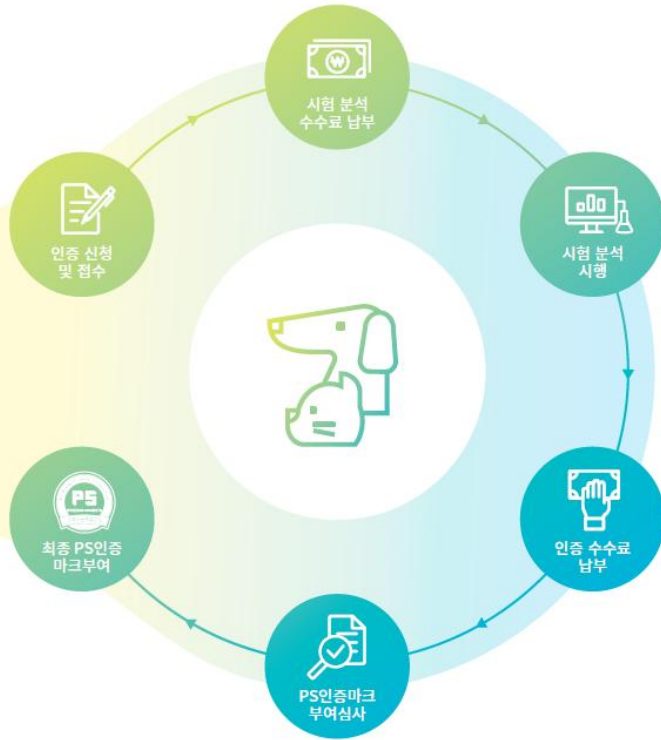 인증 신청
및 접수
시험 분석
수수료 납부
시험 분석
시행
인증 수수료
납부
PS인증마크
부여심사
PS
최종 PS인증
마크부여